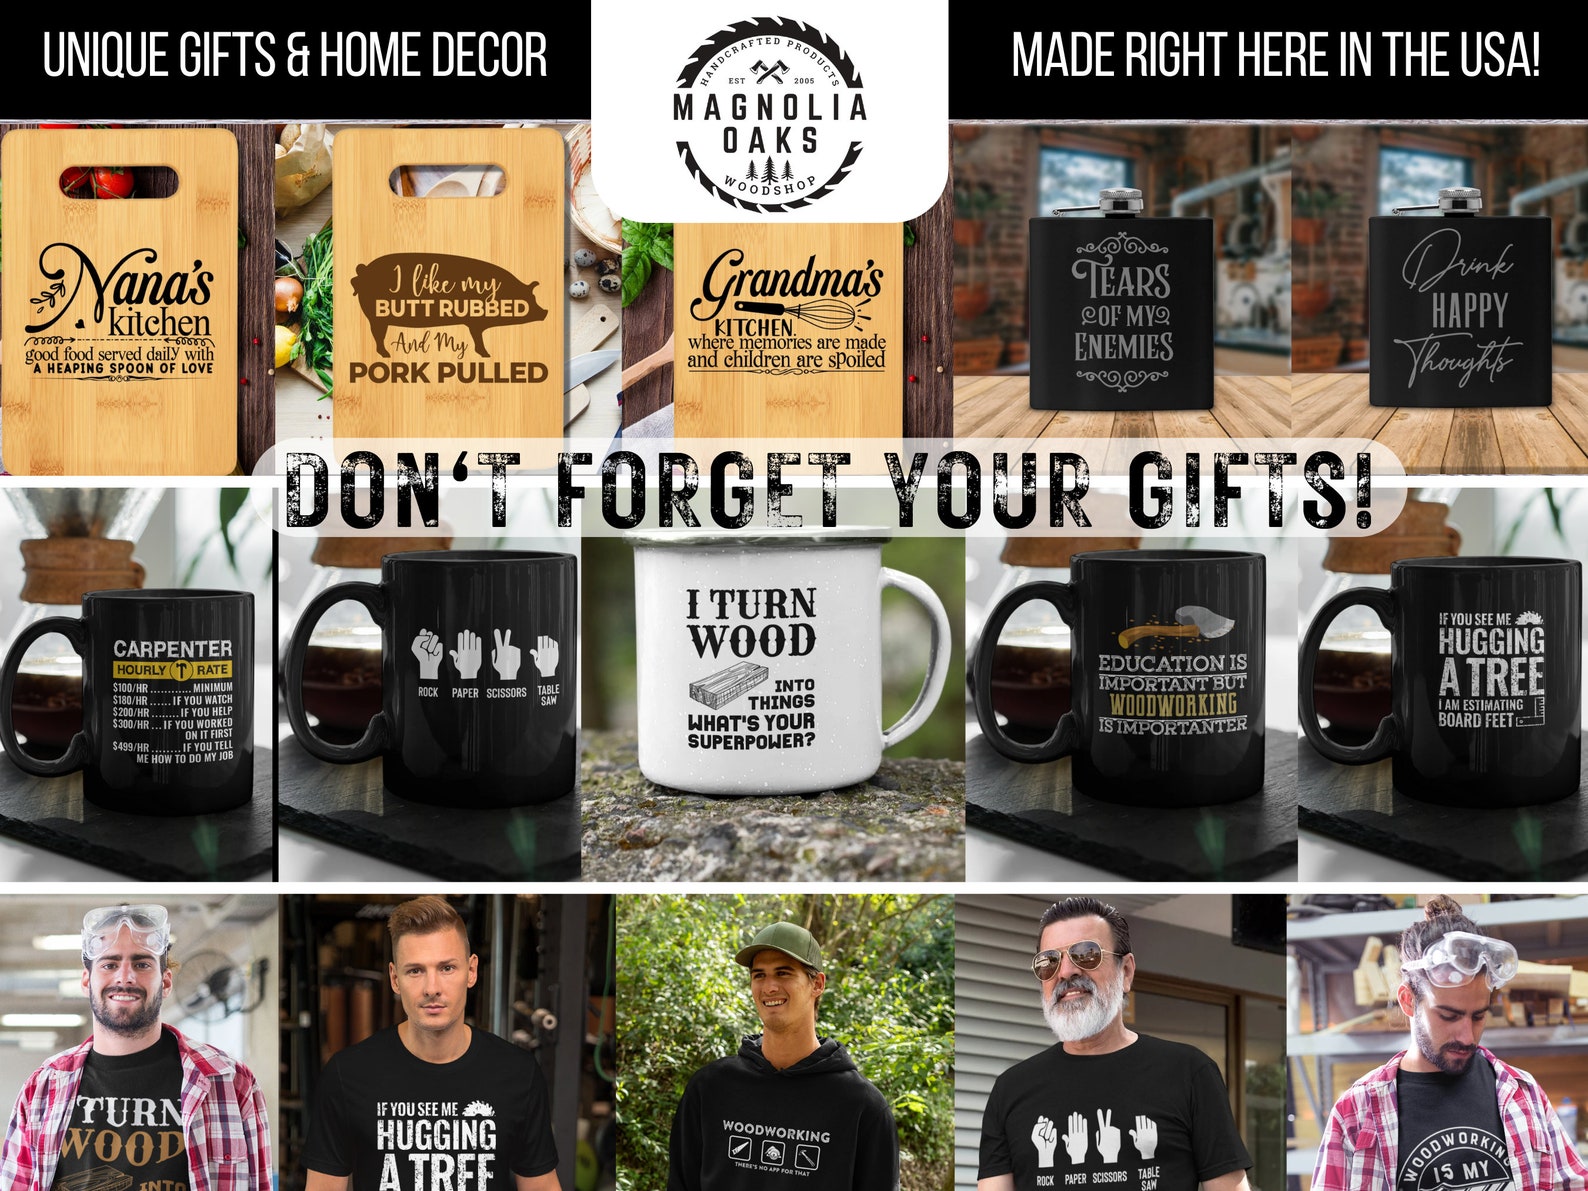 UNIQUE GIFTS & HOME DECOR
HANDCRAFTED PRODUCTS
EST 2005
MAGNOLIA
OAKS
WOODSHOP
MADE RIGHT HERE IN THE USA!
Nana's
kitchen
good food served daily with
A HEAPING SPOON OF LOVE
I like my
BUTT RUBBED
And My
PORK PULLED
Grandma's
KITCHEN.
where memories are made
and children are spoiled
TEARS
OF MY
ENEMIES
Drink
HAPPY
Thoughts
DON'T FORGET YOUR GIFTS!
CARPENTER
HOURLY RATE
$100/HR ............ MINIMUM
$180/HR ...... IF YOU WATCH
$200/HR ........ IF YOU HELP
$300/HR ... IF YOU WORKED
ON IT FIRST
$499/HR ........ IF YOU TELL
ME HOW TO DO MY JOB
ROCK PAPER SCISSORS TABLE
SAW
I TURN
WOOD
INTO
THINGS
WHAT'S YOUR
SUPERPOWER?
EDUCATION IS
IMPORTANT BUT
WOODWORKING
IS IMPORTANTER
IF YOU SEE ME
HUGGING
A TREE
I AM ESTIMATING
BOARD FEET
I TURN
WOOD
INTO
IF YOU SEE ME
HUGGING
A TREE
WOODWORKING
THERE'S NO APP FOR THAT
ROCK PAPER SCISSORS TABLE
SAW
WOODWORKING
IS MY